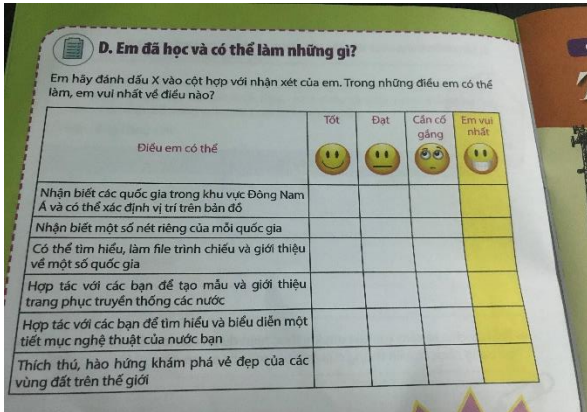 D. Em đã học và có thể làm những gì?
Em hãy đánh dấu X vào cột hợp với nhận xét của em. Trong những điều em có thể
làm, em vui nhất về điều nào?
Điều em có thể
Tốt
Đạt
Cần cố
gắng
Em vui
nhất
Nhận biết các quốc gia trong khu vực Đông Nam
Á và có thể xác định vị trí trên bản đồ
Nhận biết một số nét riêng của mỗi quốc gia
Có thể tìm hiểu, làm file trình chiếu và giới thiệu
về một số quốc gia
Hợp tác với các bạn để tạo mẫu và giới thiệu
trang phục truyền thống các nước
Hợp tác với các bạn để tìm hiểu và biểu diễn một
tiết mục nghệ thuật của nước bạn
Thích thú, hào hứng khám phá vẻ đẹp của các
vùng đất trên thế giới